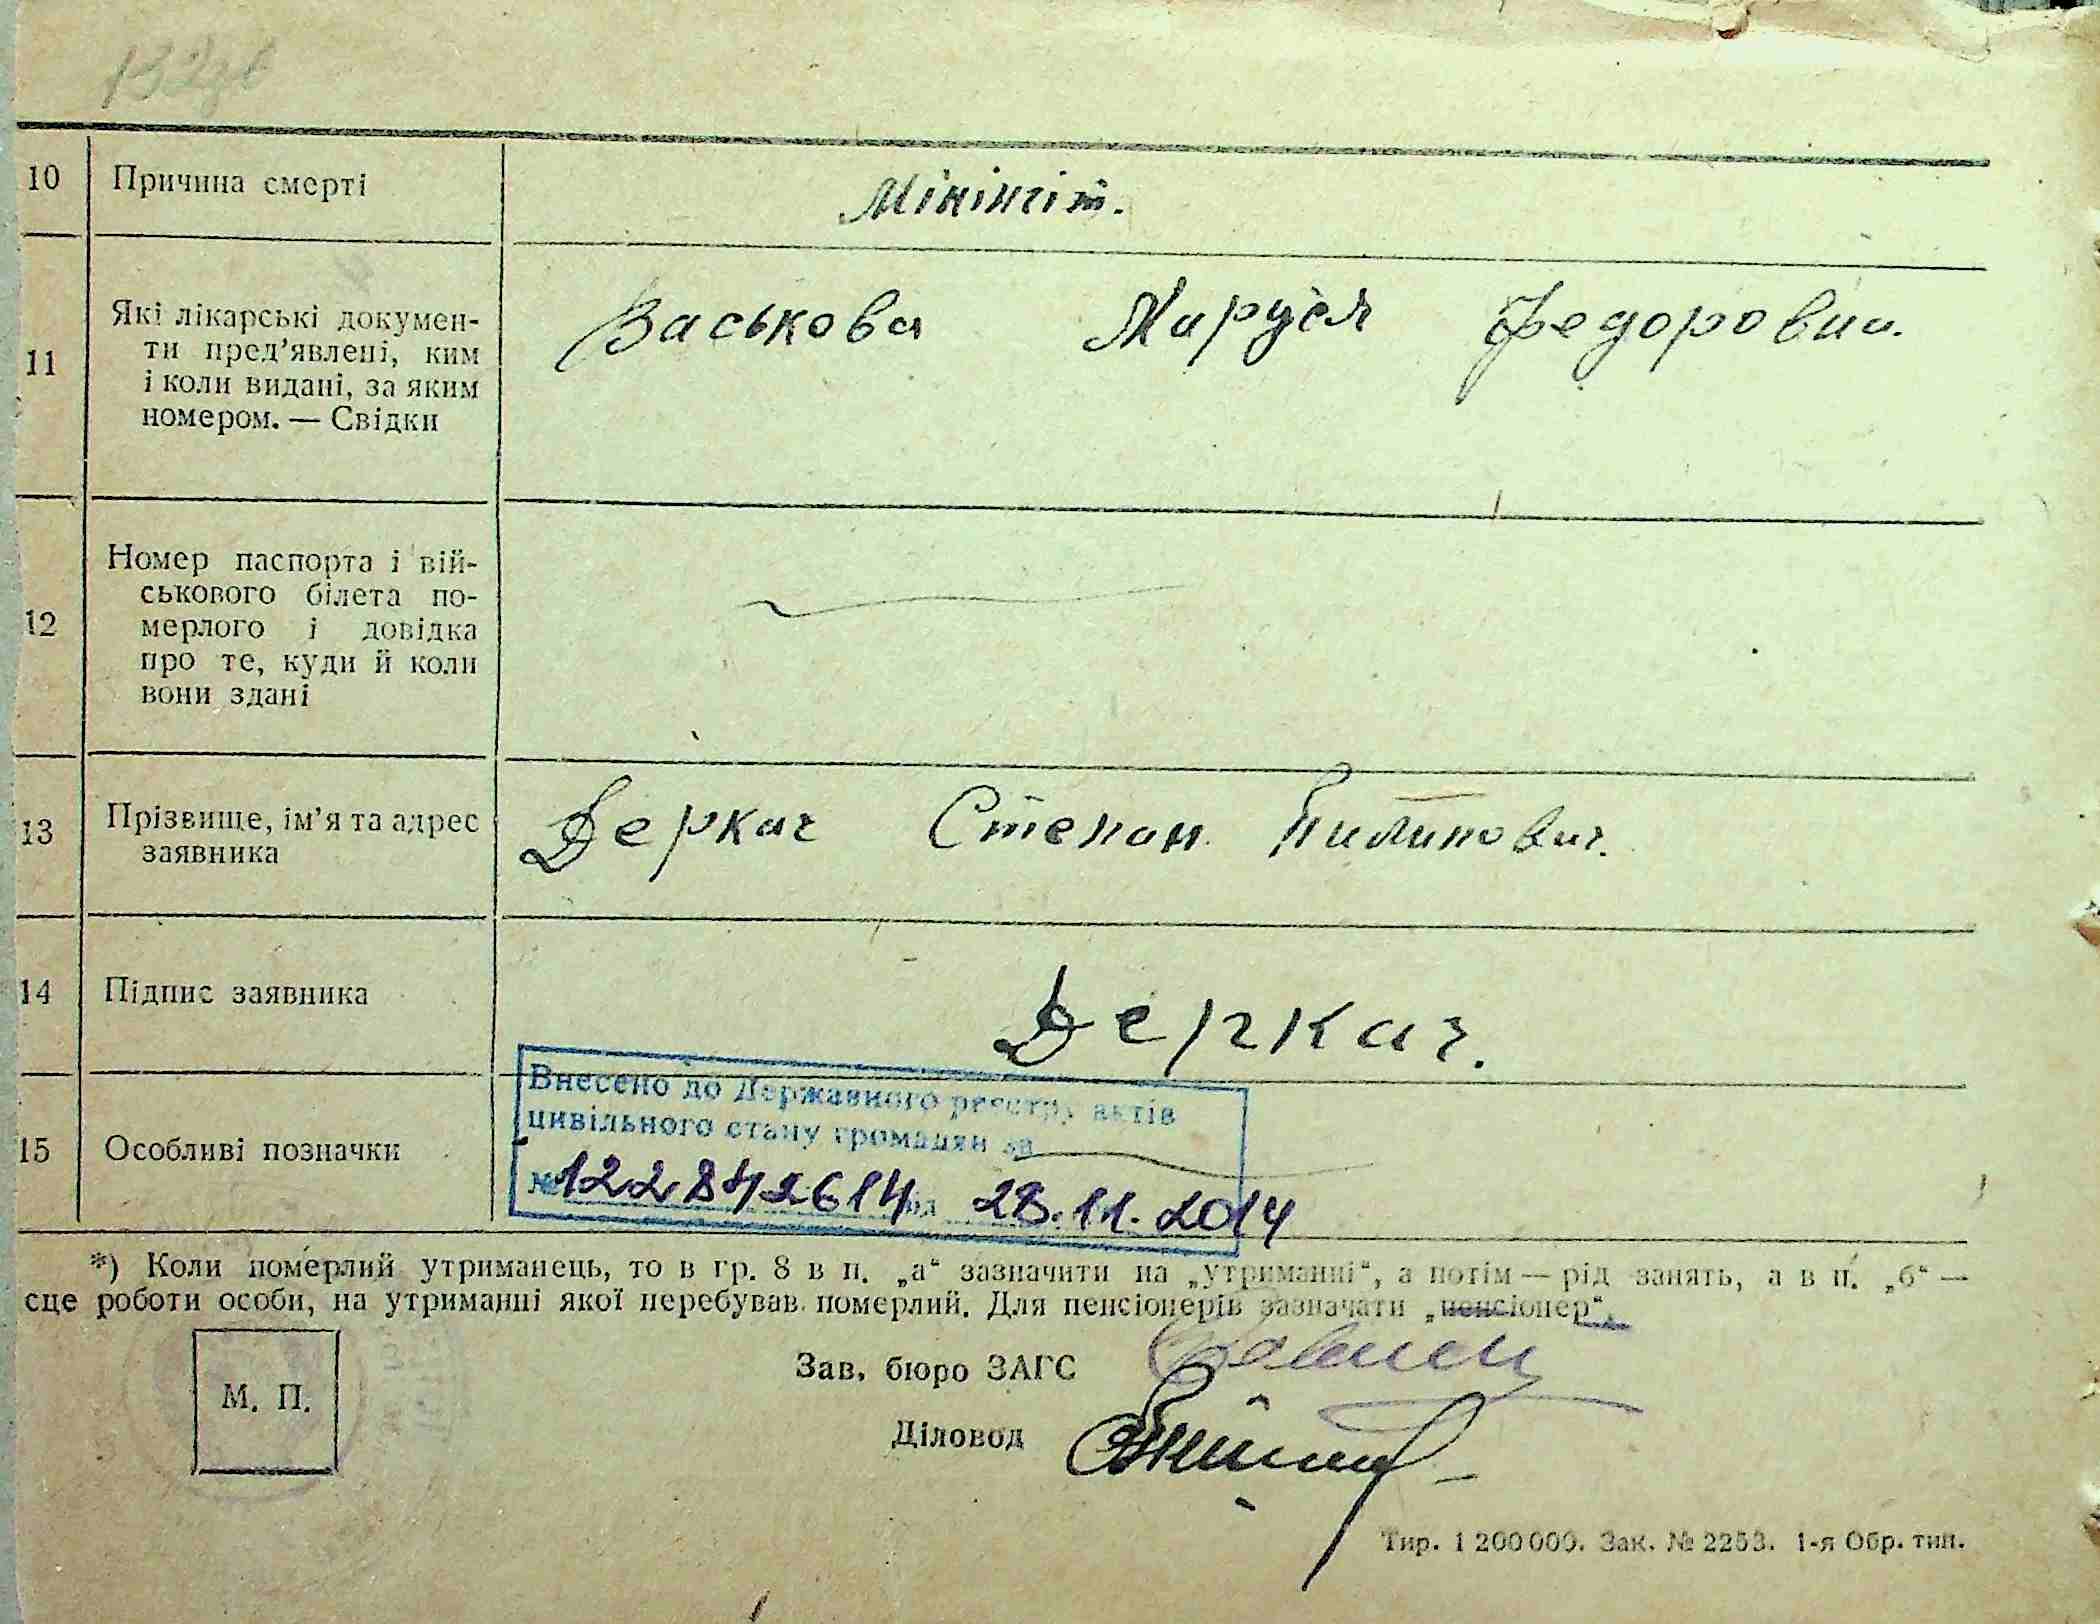 10 Причина смерті Мінінгіт.
11 Які лікарські докумен-
ти пред'явлені, ким
і коли видані, за яким
номером. — Свідки
Васькова Маруся Федоровна.
12 Номер паспорта і вій-
ськового білета по-
мерлого і довідка
про те, куди й коли
вони здані
13 Прізвище, ім'я та адрес
заявника
Деркач Степан Пилипович.
14 Підпис заявника Деркач.
15 Особливі позначки
Внесено до Державного реєстру актів
цивільного стану громадян за
№ 122842614 від 28.11.2014
*) Коли померлий утриманець, то в гр. 8 в п. „а“ зазначити на „утриманні“, а потім — рід занять, а в п. „б“ —
сце роботи особи, на утриманні якої перебував померлий. Для пенсіонерів зазначати „пенсіонер“.
М. П.
Зав. бюро ЗАГС
Діловод
Тир. 1 200 000. Зак. № 2253. 1-я Обр. тип.